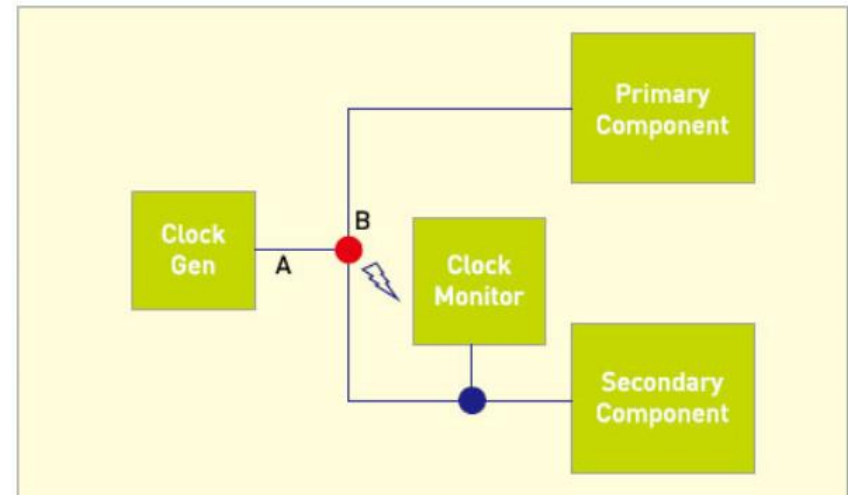 Primary
Component
B
Clock
Gen
A
Clock
Monitor
Secondary
Component